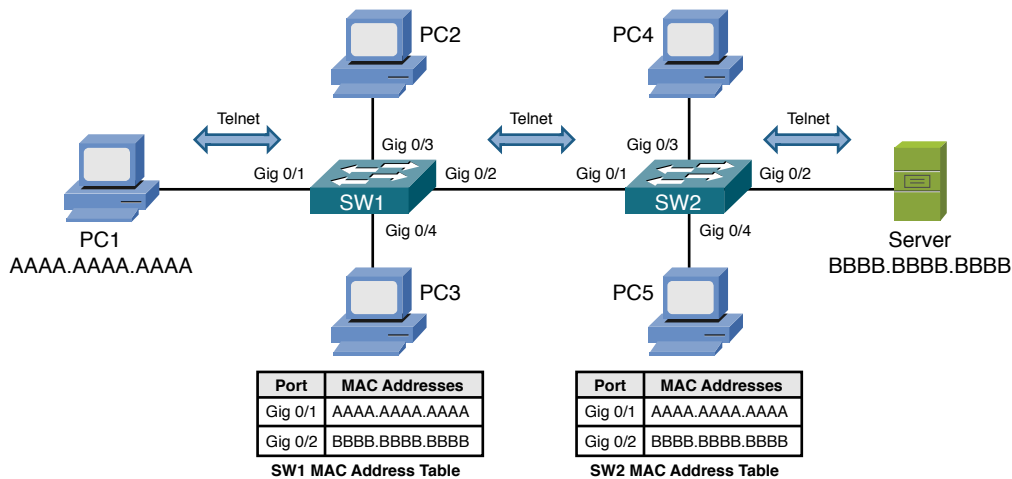 PC2
PC4
Telnet
Telnet
Telnet
Gig 0/3
Gig 0/3
Gig 0/1
Gig 0/2
Gig 0/1
Gig 0/2
SW1
SW2
Gig 0/4
Gig 0/4
PC1
AAAA.AAAA.AAAA
Server
BBBB.BBBB.BBBB
PC3
PC5
Port MAC Addresses
Gig 0/1 AAAA.AAAA.AAAA
Gig 0/2 BBBB.BBBB.BBBB
SW1 MAC Address Table
Port MAC Addresses
Gig 0/1 AAAA.AAAA.AAAA
Gig 0/2 BBBB.BBBB.BBBB
SW2 MAC Address Table